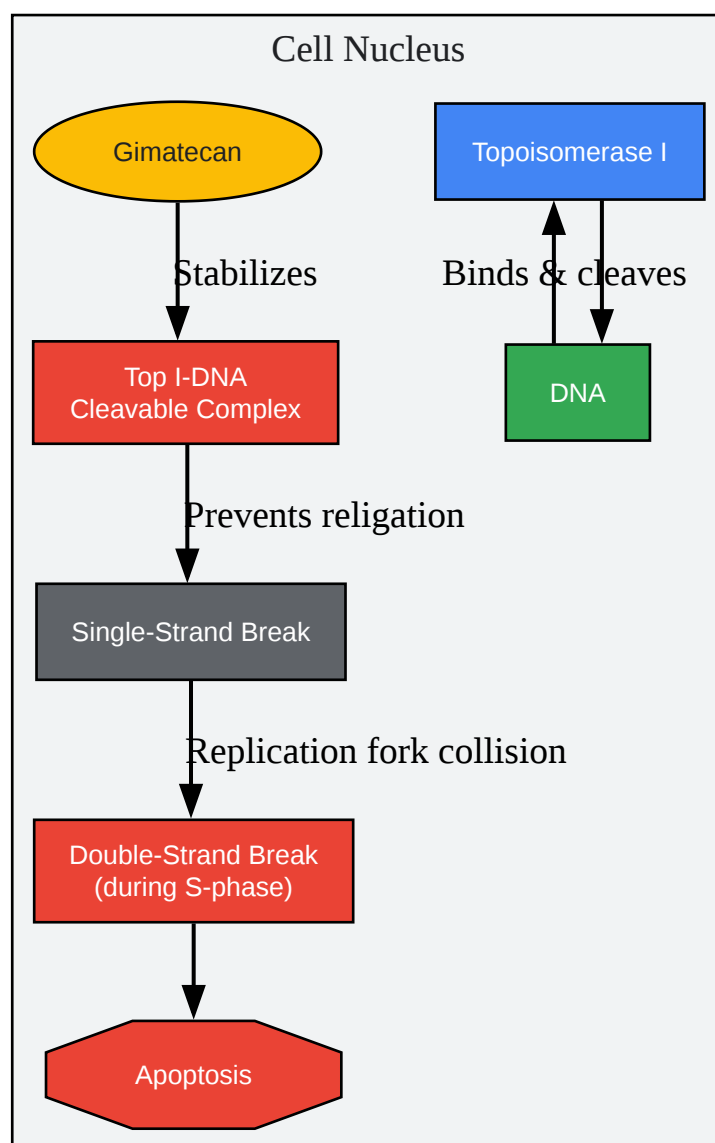 Cell Nucleus
Gimatecan
Topoisomerase I
Stabilizes
Binds & cleaves
Top I-DNA
Cleavable Complex
DNA
Prevents religation
Single-Strand Break
Replication fork collision
Double-Strand Break
(during S-phase)
Apoptosis